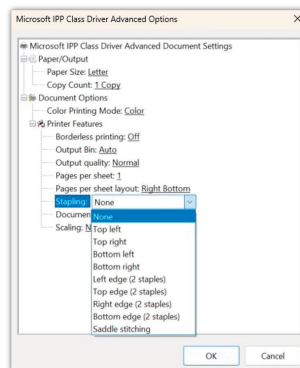 Microsoft IPP Class Driver Advanced Options
Microsoft IPP Class Driver Advanced Document Settings
Paper/Output
Paper Size: Letter
Copy Count: 1 Copy
Document Options
Color Printing Mode: Color
Printer Features
Borderless printing: Off
Output Bin: Auto
Output quality: Normal
Pages per sheet: 1
Pages per sheet layout: Right Bottom
Stapling: None
Documen None
Scaling: N Top left
Top right
Bottom left
Bottom right
Left edge (2 staples)
Top edge (2 staples)
Right edge (2 staples)
Bottom edge (2 staples)
Saddle stitching
OK Cancel